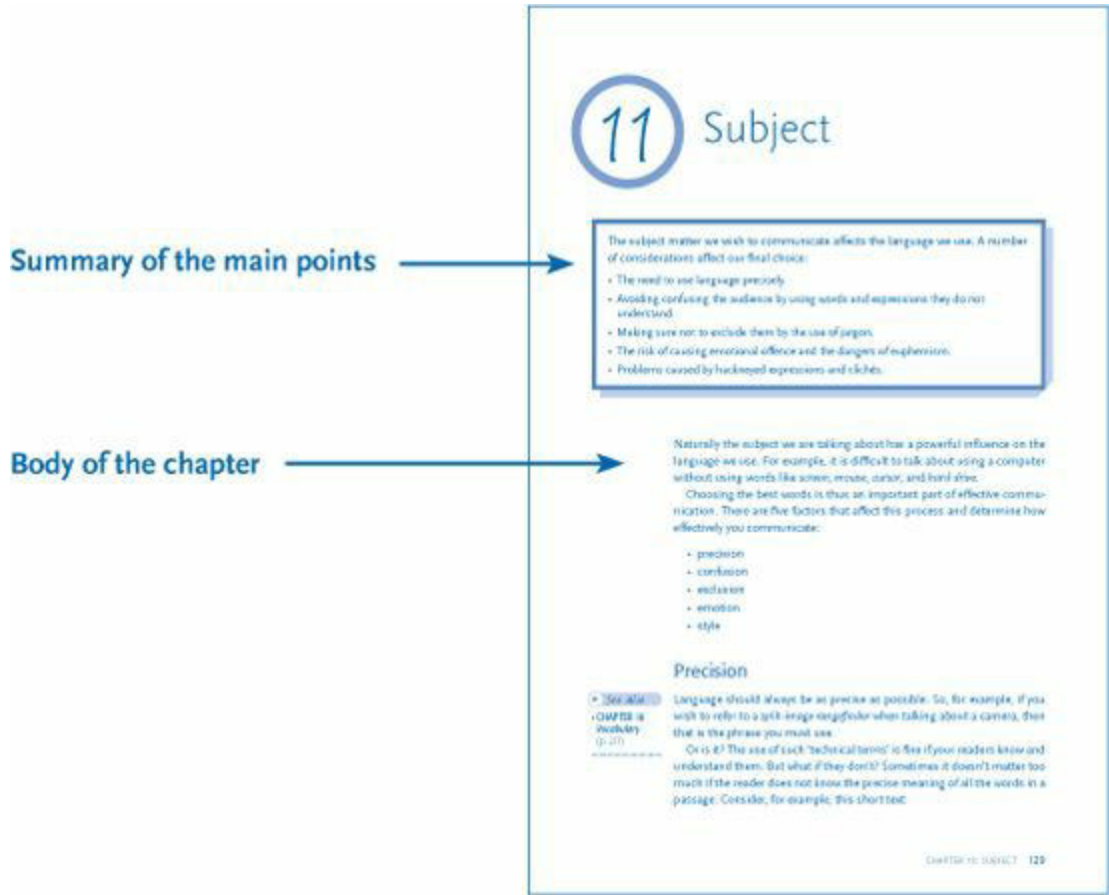 11 Subject
Summary of the main points
The subject matter we wish to communicate affects the language we use. A number
of considerations affect our final choice:
• The need to use language precisely.
• Avoiding confusing the audience by using words and expressions they do not
understand.
• Making sure not to exclude them by the use of jargon.
• The risk of causing emotional offence and the dangers of euphemism.
• Problems caused by hackneyed expressions and clichés.
Body of the chapter
Naturally the subject we are talking about has a powerful influence on the
language we use. For example, it is difficult to talk about using a computer
without using words like screen, mouse, cursor, and hard drive.
Choosing the best words is thus an important part of effective commu-
nication. There are five factors that affect this process and determine how
effectively you communicate:
• precision
• confusion
• exclusion
• emotion
• style
Precision
See also
CHAPTER
Vocabulary
Language should always be as precise as possible. So, for example, if you
wish to refer to a split-image rangefinder when talking about a camera, then
that is the phrase you must use.
Or is it? The use of such 'technical terms' is fine if your readers know and
understand them. But what if they don't? Sometimes it doesn't matter too
much if the reader does not know the precise meaning of all the words in a
passage. Consider, for example, this short text:
CHAPTER SUBJECT 129